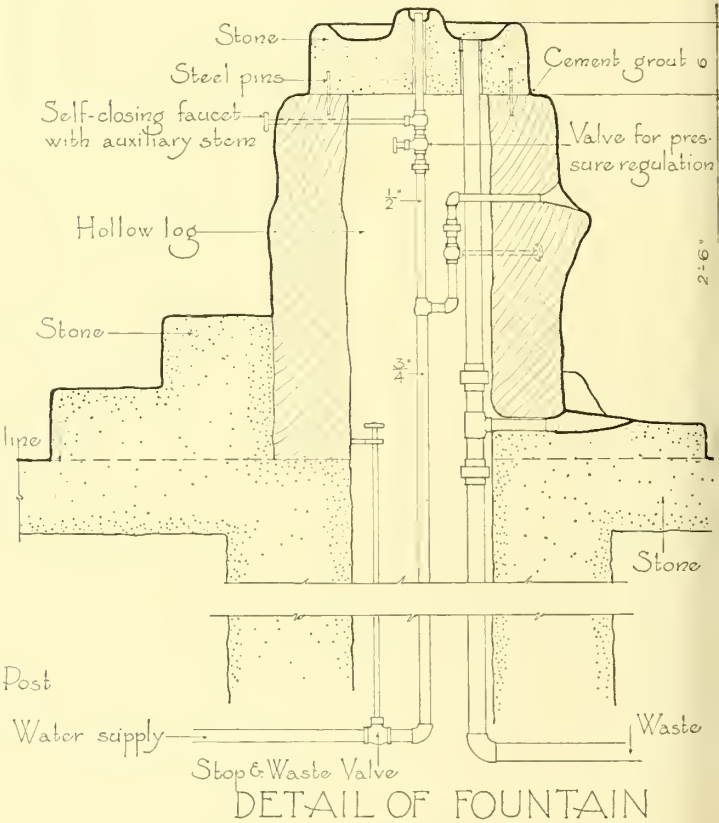 Stone
Steel pins
Self-closing faucet
with auxiliary stem
Cement grout
Valve for pres-
sure regulation
1/2"
Hollow log
2'-6"
Stone
3/4"
line
Stone
Post
Water supply
Waste
Stop & Waste Valve
DETAIL OF FOUNTAIN